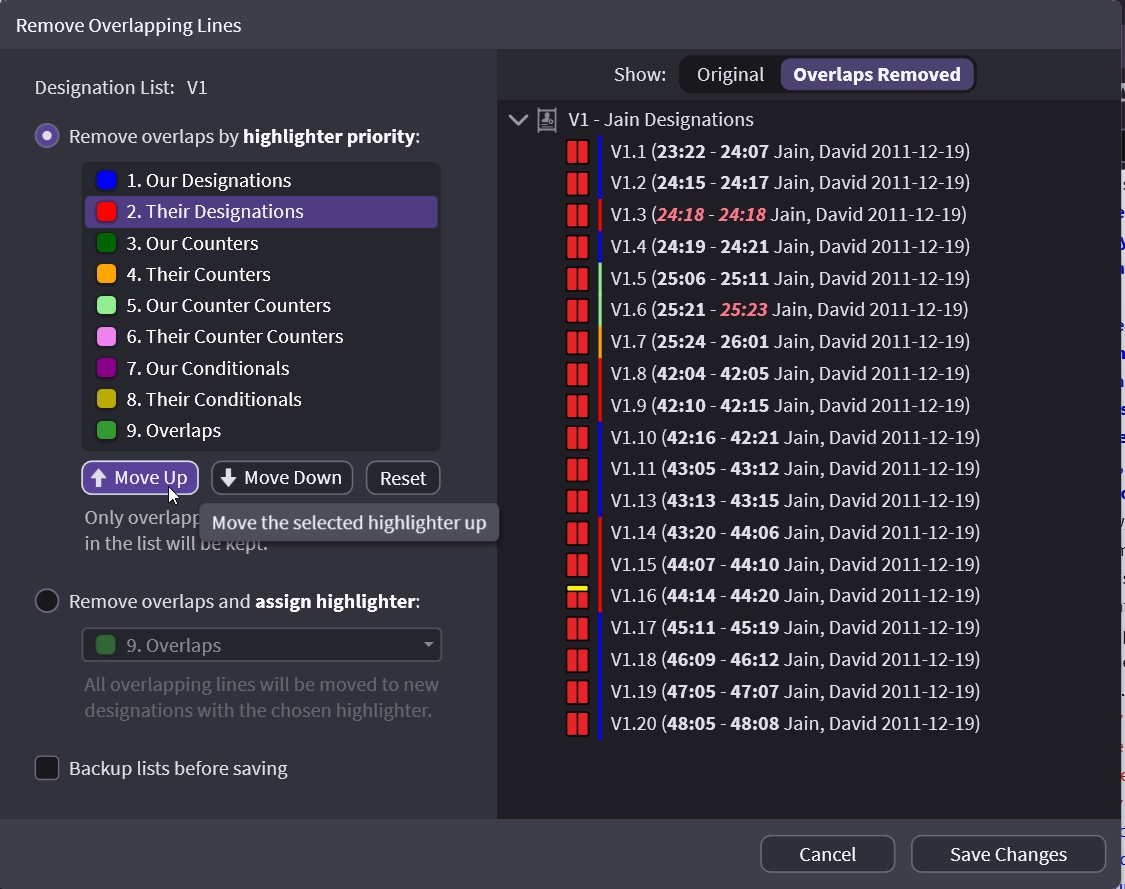 Remove Overlapping Lines
Designation List: V1
Remove overlaps by highlighter priority:
1. Our Designations
2. Their Designations
3. Our Counters
4. Their Counters
5. Our Counter Counters
6. Their Counter Counters
7. Our Conditionals
8. Their Conditionals
9. Overlaps
Move Up
Move Down
Reset
Only
Move the selected highlighter up
in the list will be kept.
Remove overlaps and assign highlighter:
9. Overlaps
All overlapping lines will be moved to new
designations with the chosen highlighter.
Backup lists before saving
Show: Original Overlaps Removed
V1 - Jain Designations
V1.1 (23:22 - 24:07 Jain, David 2011-12-19)
V1.2 (24:15 - 24:17 Jain, David 2011-12-19)
V1.3 (24:18 - 24:18 Jain, David 2011-12-19)
V1.4 (24:19 - 24:21 Jain, David 2011-12-19)
V1.5 (25:06 - 25:11 Jain, David 2011-12-19)
V1.6 (25:21 - 25:23 Jain, David 2011-12-19)
V1.7 (25:24 - 26:01 Jain, David 2011-12-19)
V1.8 (42:04 - 42:05 Jain, David 2011-12-19)
V1.9 (42:10 - 42:15 Jain, David 2011-12-19)
V1.10 (42:16 - 42:21 Jain, David 2011-12-19)
V1.11 (43:05 - 43:12 Jain, David 2011-12-19)
V1.13 (43:13 - 43:15 Jain, David 2011-12-19)
V1.14 (43:20 - 44:06 Jain, David 2011-12-19)
V1.15 (44:07 - 44:10 Jain, David 2011-12-19)
V1.16 (44:14 - 44:20 Jain, David 2011-12-19)
V1.17 (45:11 - 45:19 Jain, David 2011-12-19)
V1.18 (46:09 - 46:12 Jain, David 2011-12-19)
V1.19 (47:05 - 47:07 Jain, David 2011-12-19)
V1.20 (48:05 - 48:08 Jain, David 2011-12-19)
Cancel
Save Changes